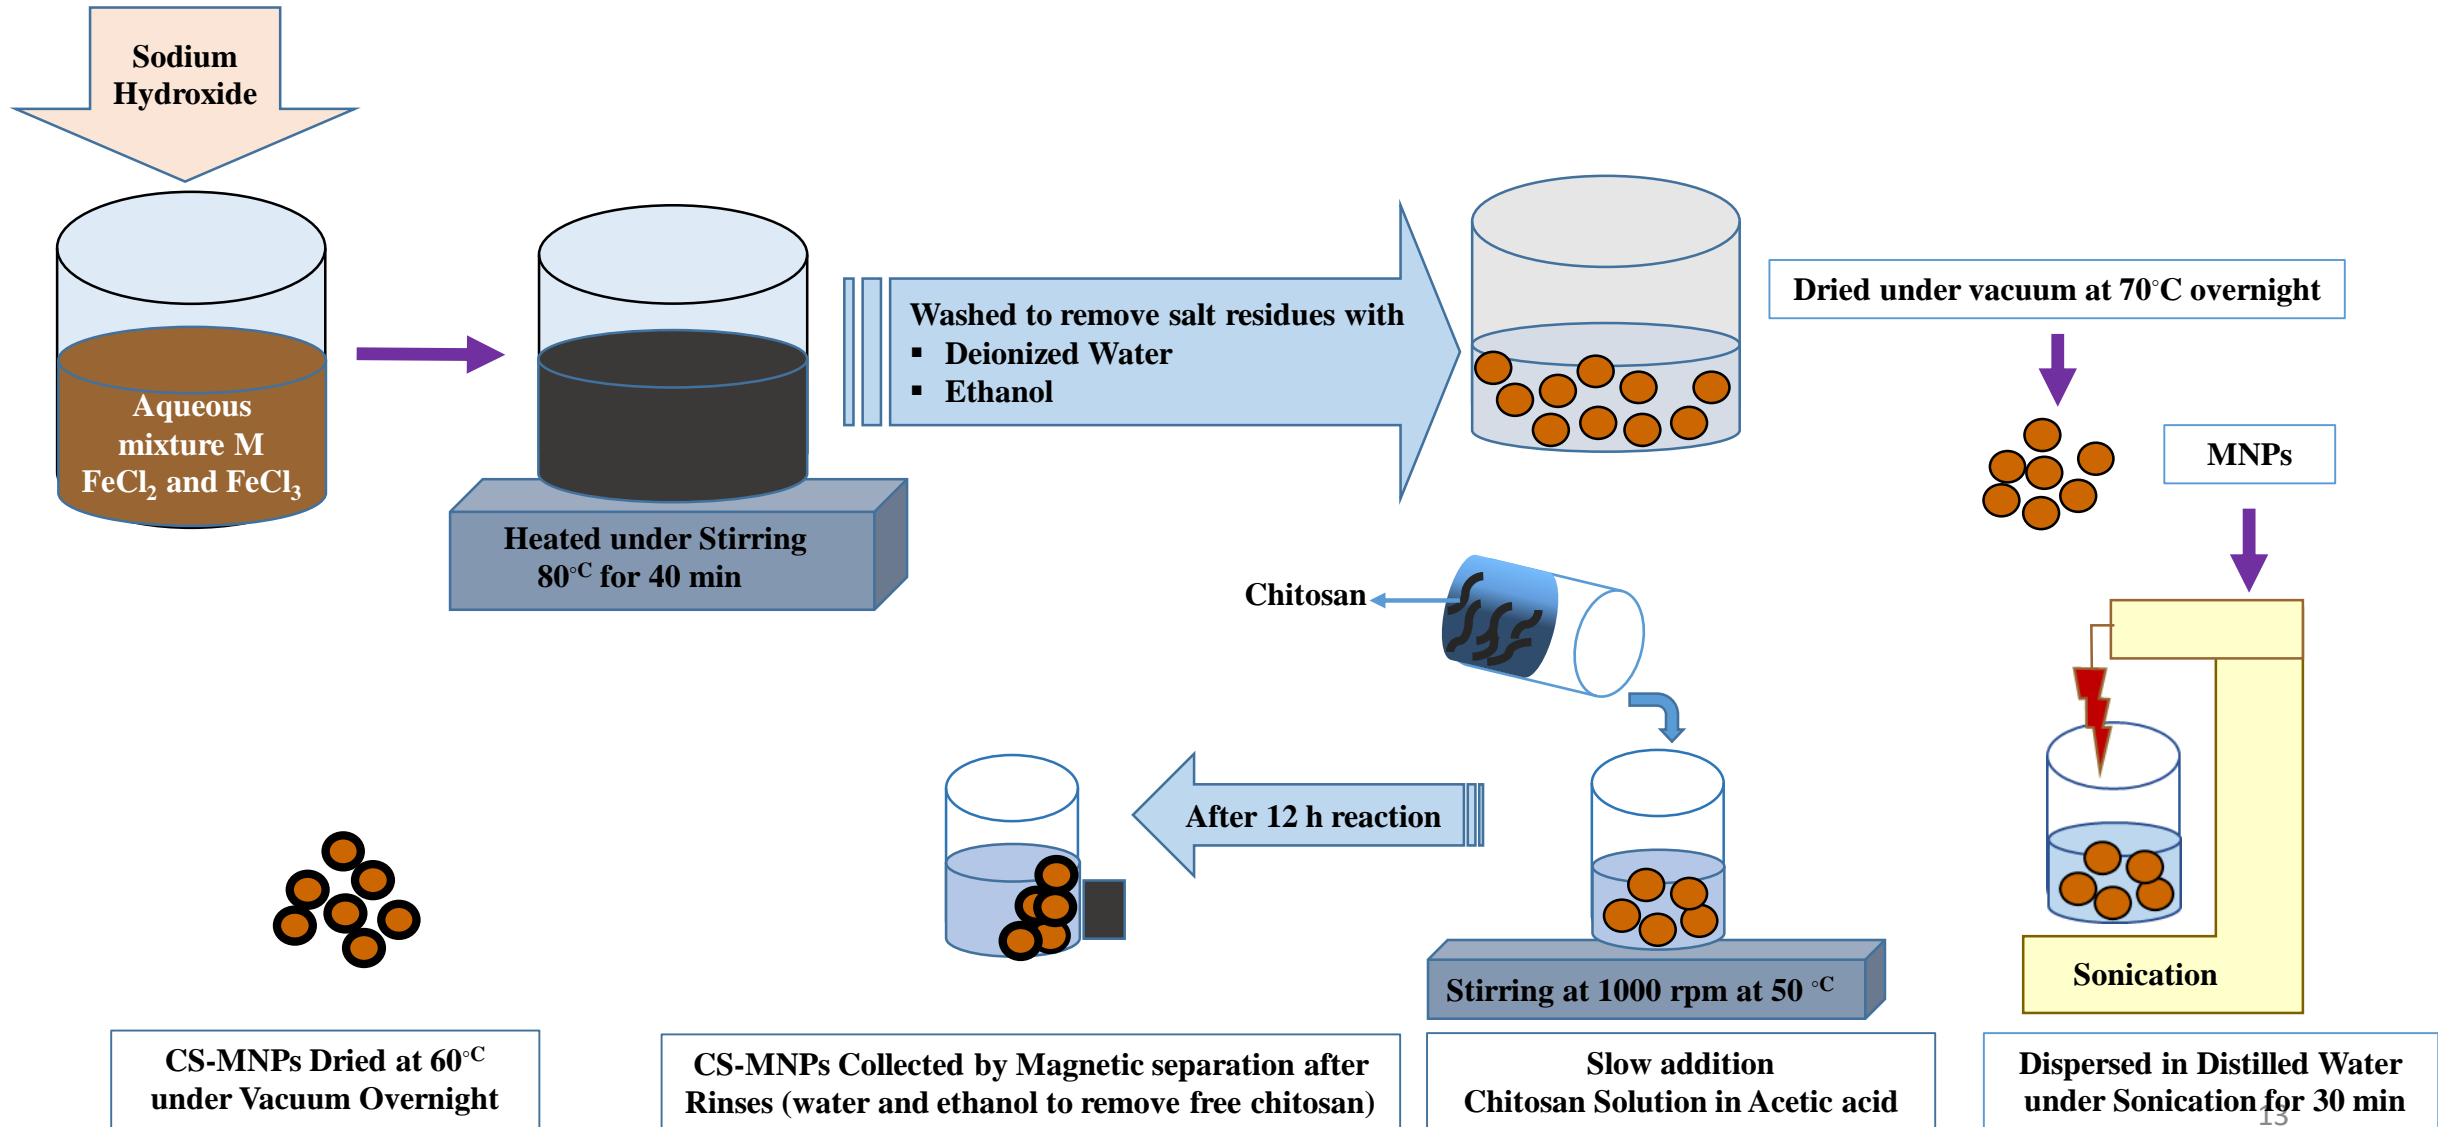 Sodium
Hydroxide
Aqueous
mixture M
FeCl₂ and FeCl₃
Heated under Stirring
80°C for 40 min
Washed to remove salt residues with
▪ Deionized Water
▪ Ethanol
Dried under vacuum at 70°C overnight
MNPs
Sonication
Dispersed in Distilled Water
under Sonication for 30 min
Chitosan
Stirring at 1000 rpm at 50 °C
Slow addition
Chitosan Solution in Acetic acid
After 12 h reaction
CS-MNPs Collected by Magnetic separation after
Rinses (water and ethanol to remove free chitosan)
CS-MNPs Dried at 60°C
under Vacuum Overnight
13